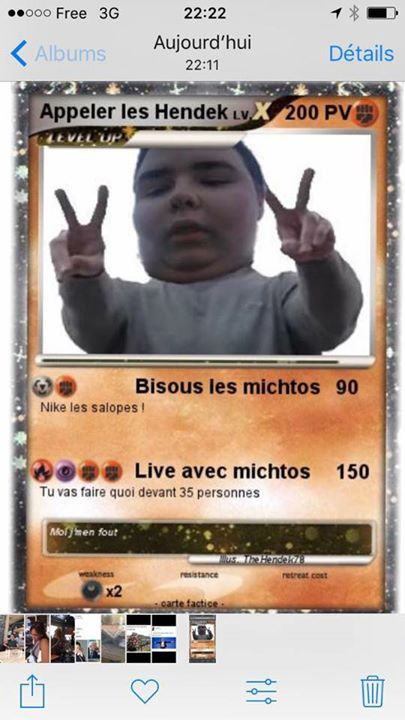 Free 3G 22:22
Albums Aujourd'hui Détails
22:11
Appeler les Hendek LV.X 200 PV
LEVEL-UP
Bisous les michtos 90
Nike les salopes !
Live avec michtos 150
Tu vas faire quoi devant 35 personnes
Moi j'men fout
Illus. TheHendek78
weakness resistance retreat cost
x2
- carte factice -